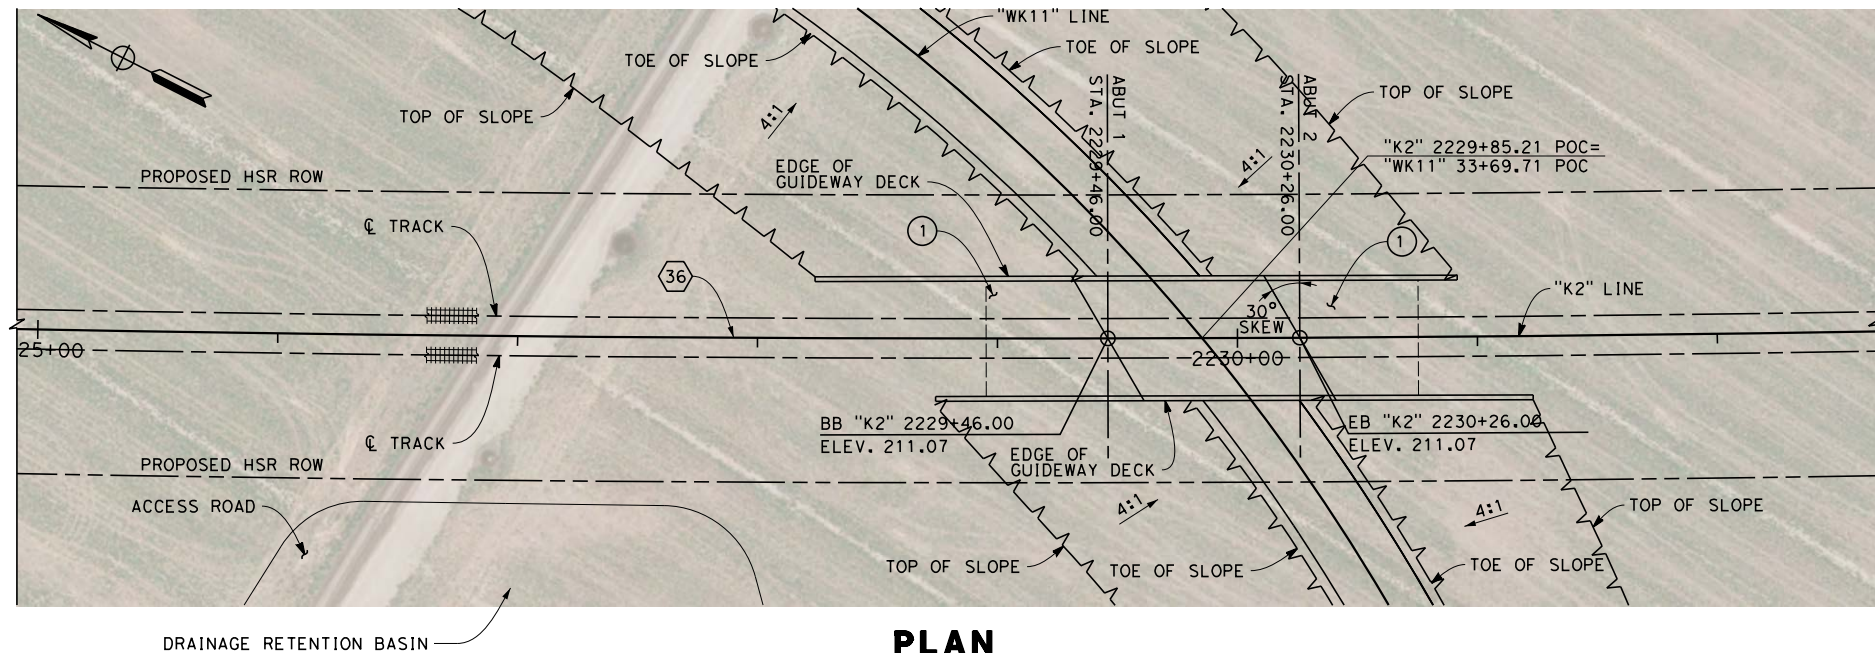 "WK11" LINE
TOE OF SLOPE
TOE OF SLOPE
TOP OF SLOPE
TOP OF SLOPE
4:1
ABUT 1
STA. 2229+46.00
ABUT 2
STA. 2230+26.00
"K2" 2229+85.21 POC=
"WK11" 33+69.71 POC
4:1
PROPOSED HSR ROW
EDGE OF
GUIDEWAY DECK
℄ TRACK
1
1
36
"K2" LINE
30°
SKEW
25+00
2230+00
BB "K2" 2229+46.00
ELEV. 211.07
EB "K2" 2230+26.00
ELEV. 211.07
℄ TRACK
EDGE OF
GUIDEWAY DECK
PROPOSED HSR ROW
ACCESS ROAD
4:1
4:1
TOP OF SLOPE
TOP OF SLOPE
TOE OF SLOPE
TOE OF SLOPE
DRAINAGE RETENTION BASIN
PLAN